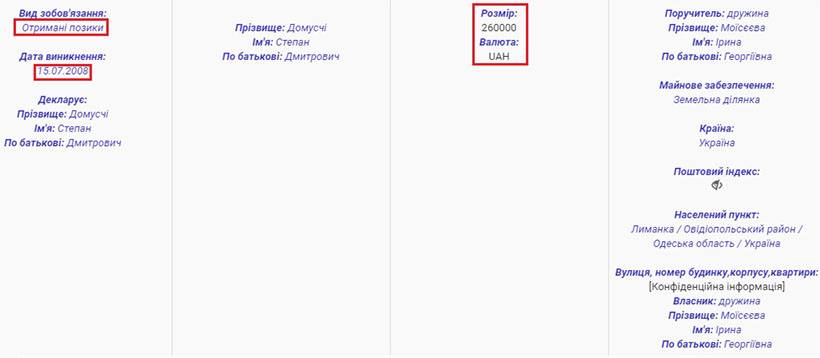 Вид зобов'язання:
Отримані позики
Дата виникнення:
15.07.2008
Декларує:
Прізвище: Домусчі
Ім'я: Степан
По батькові: Дмитрович
Прізвище: Домусчі
Ім'я: Степан
По батькові: Дмитрович
Розмір:
260000
Валюта:
UAH
Поручитель: дружина
Прізвище: Моїсєєва
Ім'я: Ірина
По батькові: Георгіївна
Майнове забезпечення:
Земельна ділянка
Країна:
Україна
Поштовий індекс:
Населений пункт:
Лиманка / Овідіопольський район /
Одеська область / Україна
Вулиця, номер будинку,корпусу,квартири:
[Конфіденційна інформація]
Власник: дружина
Прізвище: Моїсєєва
Ім'я: Ірина
По батькові: Георгіївна